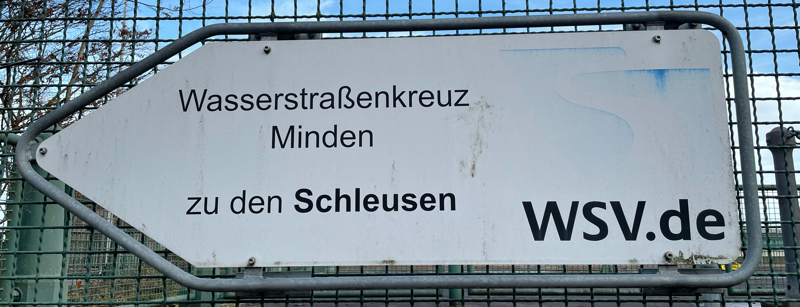 Wasserstraßenkreuz
Minden
zu den Schleusen
WSV.de